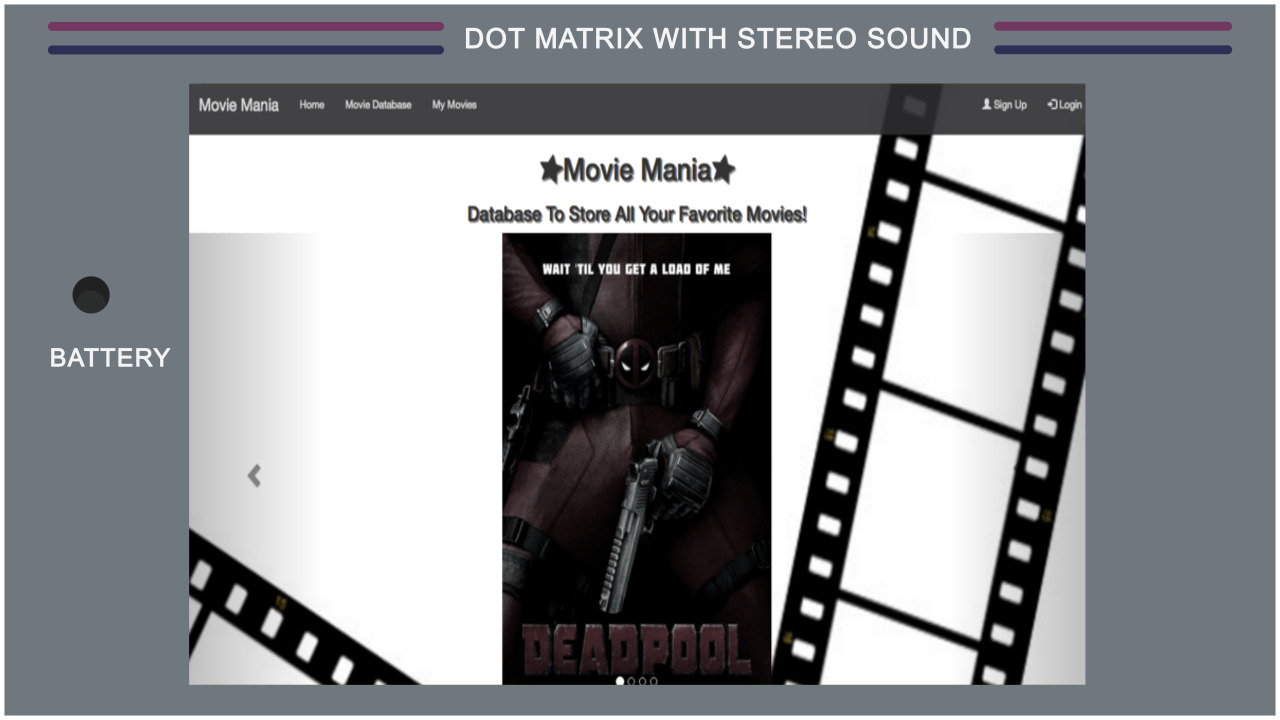 DOT MATRIX WITH STEREO SOUND
Movie Mania Home Movie Database My Movies Sign Up Login
Movie Mania
Database To Store All Your Favorite Movies!
WAIT 'TIL YOU GET A LOAD OF ME
BATTERY
DEADPOOL